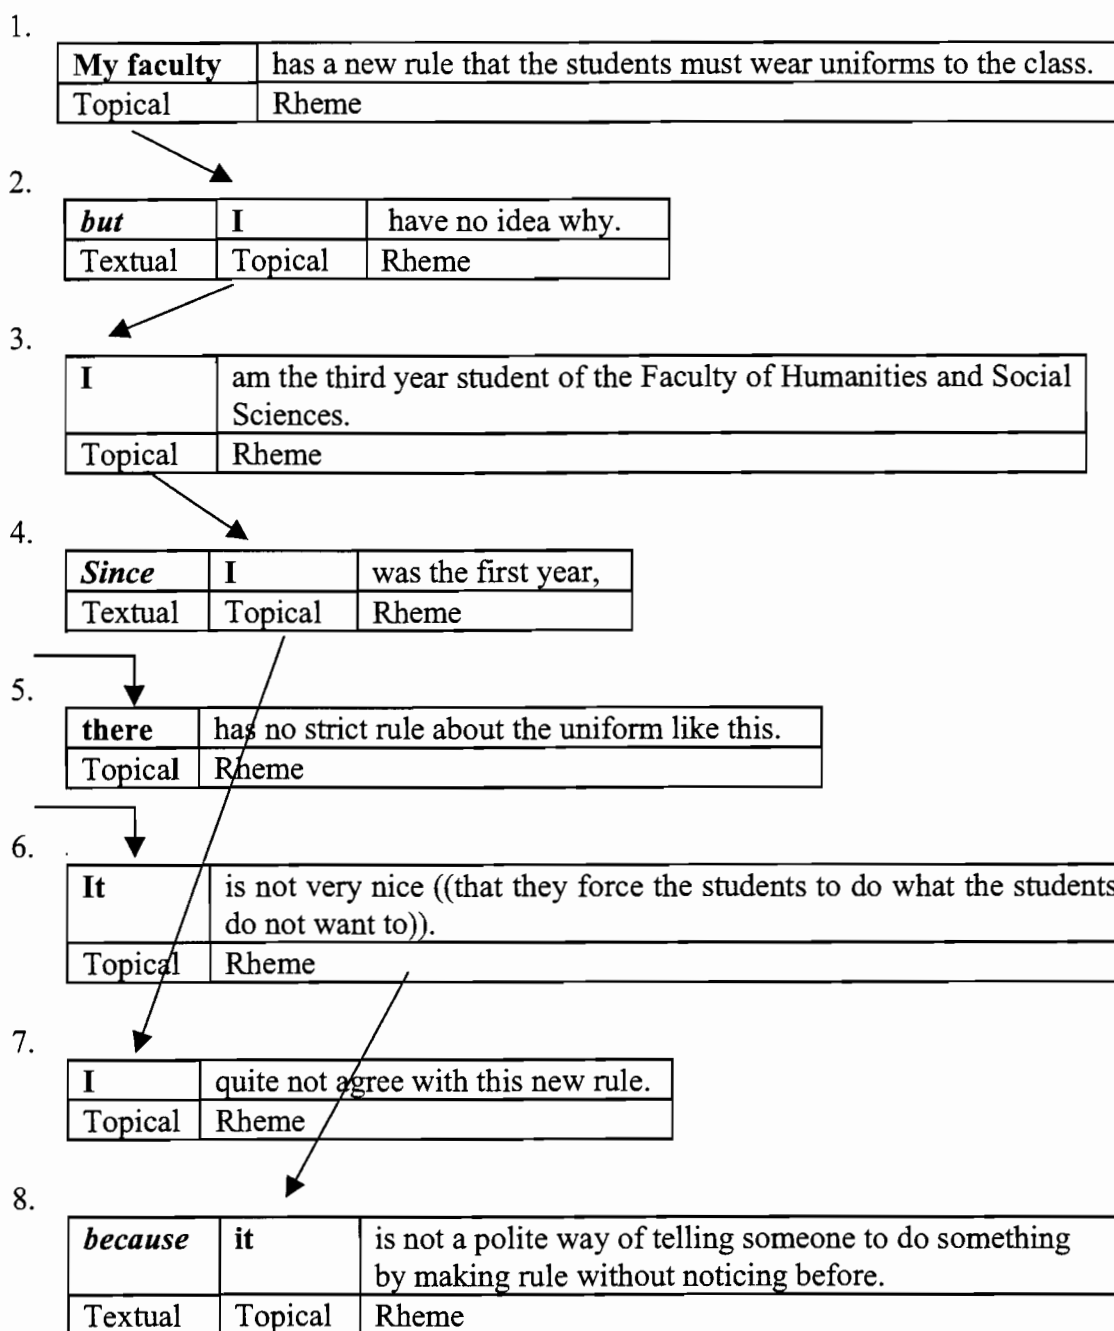 1.
My faculty has a new rule that the students must wear uniforms to the class.
Topical Rheme
2.
but I have no idea why.
Textual Topical Rheme
3.
I am the third year student of the Faculty of Humanities and Social
Sciences.
Topical Rheme
4.
Since I was the first year,
Textual Topical Rheme
5.
there has no strict rule about the uniform like this.
Topical Rheme
6.
It is not very nice ((that they force the students to do what the students
do not want to)).
Topical Rheme
7.
I quite not agree with this new rule.
Topical Rheme
8.
because it is not a polite way of telling someone to do something
by making rule without noticing before.
Textual Topical Rheme